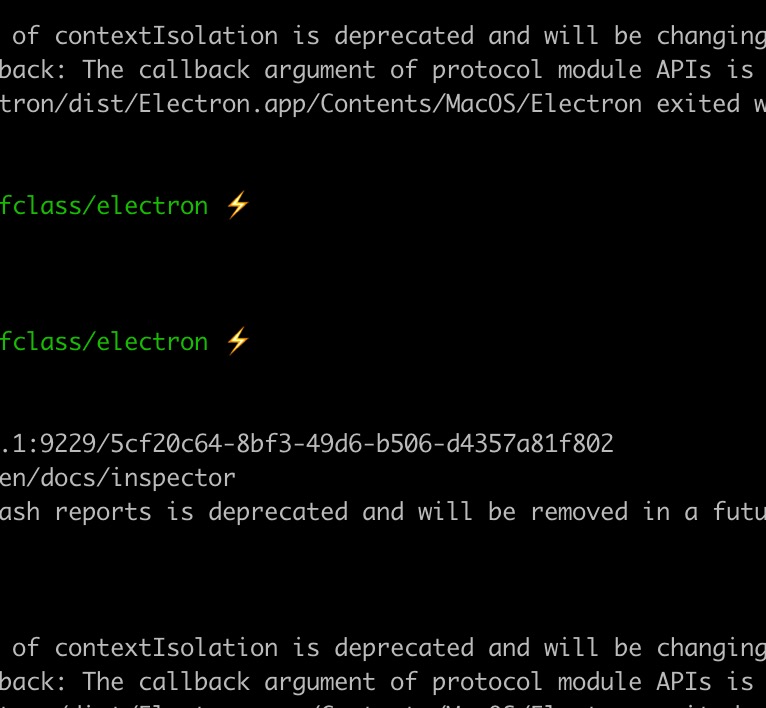 of contextIsolation is deprecated and will be changing
back: The callback argument of protocol module APIs is
tron/dist/Electron.app/Contents/MacOS/Electron exited w
fclass/electron ⚡
fclass/electron ⚡
.1:9229/5cf20c64-8bf3-49d6-b506-d4357a81f802
en/docs/inspector
ash reports is deprecated and will be removed in a futu
of contextIsolation is deprecated and will be changing
back: The callback argument of protocol module APIs is